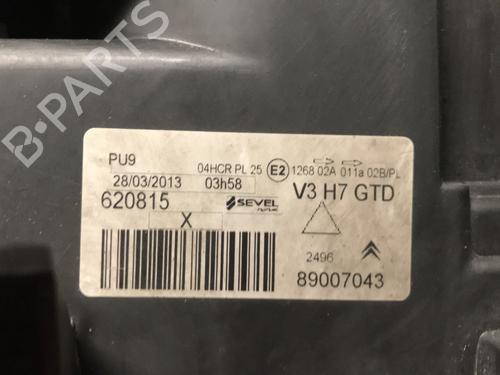 PU9
04HCR PL 25 E2 1268 02A 011a 02B/PL
28/03/2013 03h58
V3 H7 GTD
620815
SEVEL
X
2496
89007043
B-PARTS